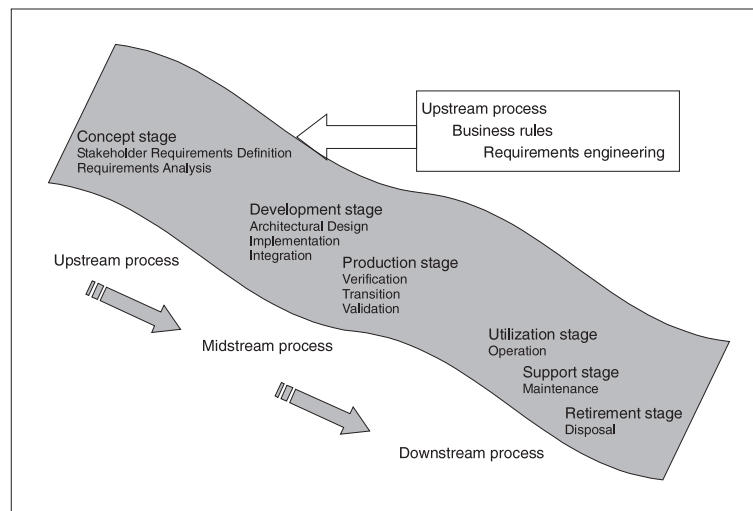 Upstream process
Business rules
Requirements engineering
Concept stage
Stakeholder Requirements Definition
Requirements Analysis
Development stage
Architectural Design
Implementation
Integration
Production stage
Verification
Transition
Validation
Upstream process
Midstream process
Utilization stage
Operation
Support stage
Maintenance
Retirement stage
Disposal
Downstream process